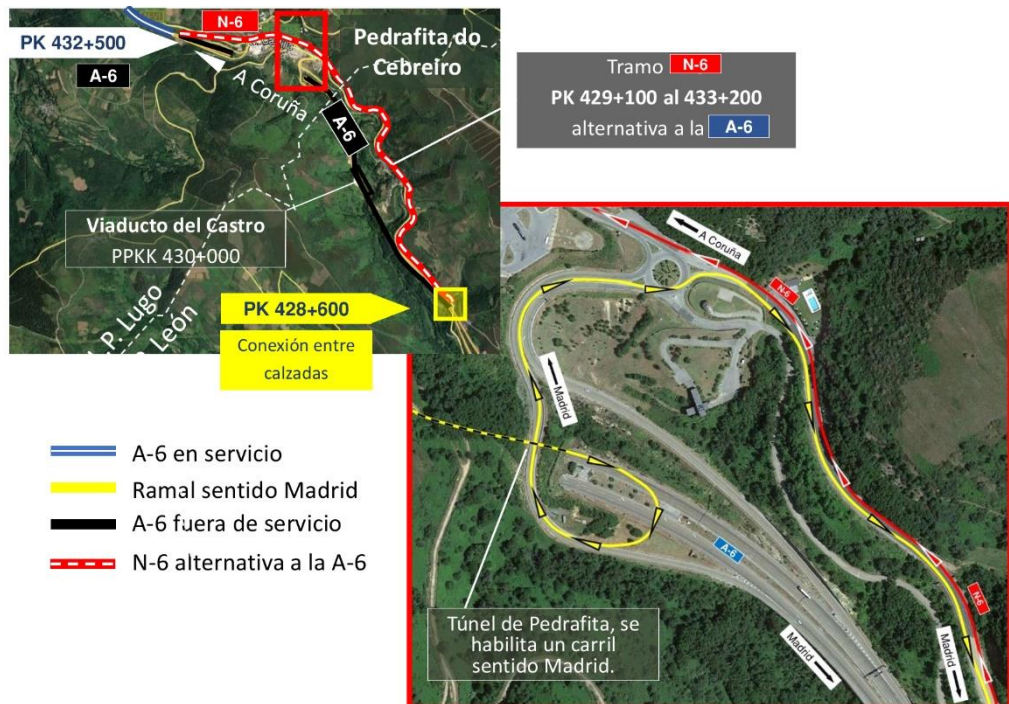 N-6
PK 432+500
A-6
A Coruña
Pedrafita do
Cebreiro
A-6
Viaducto del Castro
PPKK 430+000
Lugo
León
PK 428+600
Conexión entre
calzadas
Tramo N-6
PK 429+100 al 433+200
alternativa a la A-6
A-6 en servicio
Ramal sentido Madrid
A-6 fuera de servicio
N-6 alternativa a la A-6
A Coruña
N-6
Madrid
A-6
N-6
Túnel de Pedrafita, se
habilita un carril
sentido Madrid.
Madrid
Madrid